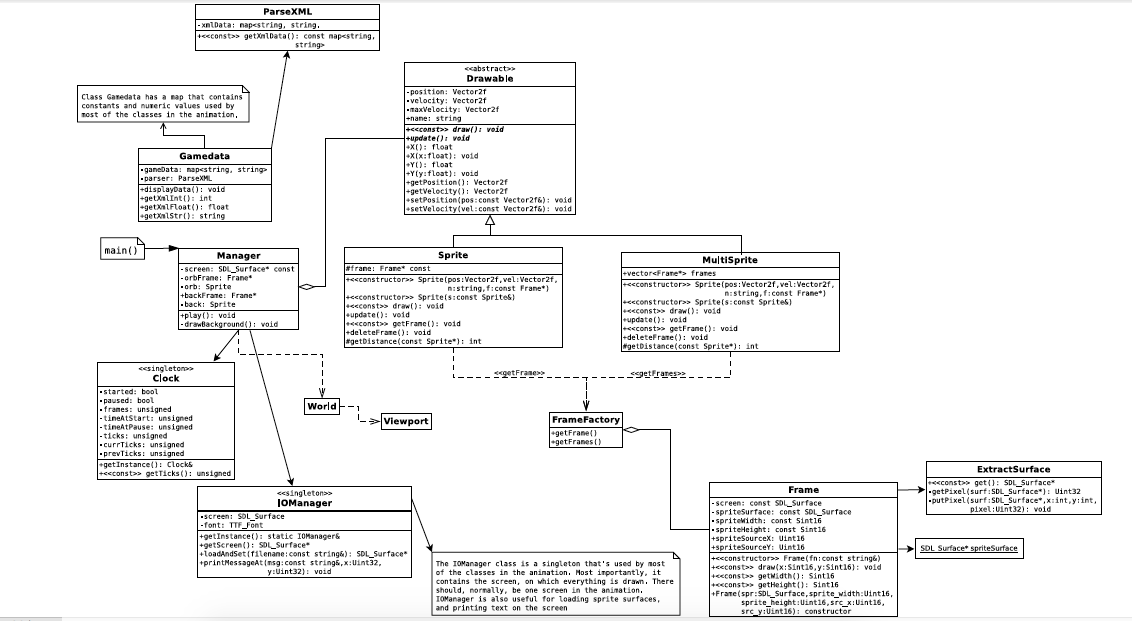 ParseXML
-xmlData: map<string, string,
+<<const>> getXmlData(): const map<string,
string>
Class Gamedata has a map that contains
constants and numeric values used by
most of the classes in the animation,
Gamedata
-gameData: map<string, string>
-parser: ParseXML
+displayData(): void
+getXmlInt(): int
+getXmlFloat(): float
+getXmlStr(): string
<<abstract>>
Drawable
-position: Vector2f
-velocity: Vector2f
-maxVelocity: Vector2f
+name: string
+<<const>> draw(): void
+update(): void
+X(): float
+X(x:float): void
+Y(): float
+Y(y:float): void
+getPosition(): Vector2f
+getVelocity(): Vector2f
+setPosition(pos:const Vector2f&): void
+setVelocity(vel:const Vector2f&): void
main()
Manager
-screen: SDL_Surface* const
-orbFrame: Frame*
-orb: Sprite
+backFrame: Frame*
-back: Sprite
+play(): void
-drawBackground(): void
Sprite
#frame: Frame* const
+<<constructor>> Sprite(pos:Vector2f,vel:Vector2f,
n:string,f:const Frame*)
+<<constructor>> Sprite(s:const Sprite&)
+<<const>> draw(): void
+update(): void
+<<const>> getFrame(): void
+deleteFrame(): void
#getDistance(const Sprite*): int
MultiSprite
+vector<Frame*> frames
+<<constructor>> Sprite(pos:Vector2f,vel:Vector2f,
n:string,f:const Frame*)
+<<constructor>> Sprite(s:const Sprite&)
+<<const>> draw(): void
+update(): void
+<<const>> getFrame(): void
+deleteFrame(): void
#getDistance(const Sprite*): int
<<getFrame>>
<<getFrames>>
<<singleton>>
Clock
-started: bool
-paused: bool
-frames: unsigned
-timeAtStart: unsigned
-timeAtPause: unsigned
-ticks: unsigned
-currTicks: unsigned
-prevTicks: unsigned
+getInstance(): Clock&
+<<const>> getTicks(): unsigned
World
Viewport
FrameFactory
+getFrame()
+getFrames()
<<singleton>>
IOManager
-screen: SDL_Surface
-font: TTF_Font
+getInstance(): static IOManager&
+getScreen(): SDL_Surface*
+loadAndSet(filename:const string&): SDL_Surface*
+printMessageAt(msg:const string&,x:Uint32,
y:Uint32): void
The IOManager class is a singleton that's used by most
of the classes in the animation. Most importantly, it
contains the screen, on which everything is drawn. There
should, normally, be one screen in the animation.
IOManager is also useful for loading sprite surfaces,
and printing text on the screen
Frame
-screen: const SDL_Surface
-spriteSurface: const SDL_Surface
+spriteWidth: const Sint16
+spriteHeight: const Sint16
+spriteSourceX: Uint16
+spriteSourceY: Uint16
+<<constructor>> Frame(fn:const string&)
+<<const>> draw(x:Sint16,y:Sint16): void
+<<const>> getWidth(): Sint16
+<<const>> getHeight(): Sint16
+Frame(spr:SDL_Surface,sprite_width:Uint16,
sprite_height:Uint16,src_x:Uint16,
src_y:Uint16): constructor
ExtractSurface
+<<const>> get(): SDL_Surface*
-getPixel(surf:SDL_Surface*): Uint32
-putPixel(surf:SDL_Surface*,x:int,y:int,
pixel:Uint32): void
SDL_Surface* spriteSurface